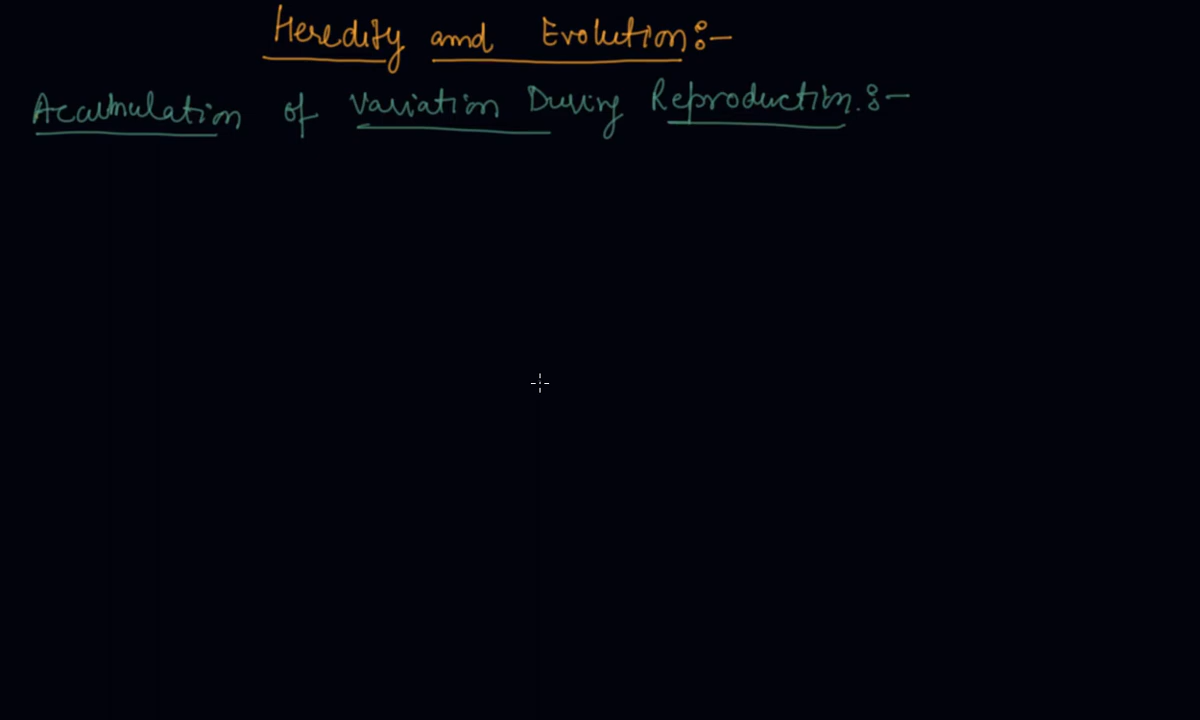 Heredity and Evolution:-
Accumulation of Variation During Reproduction.:-